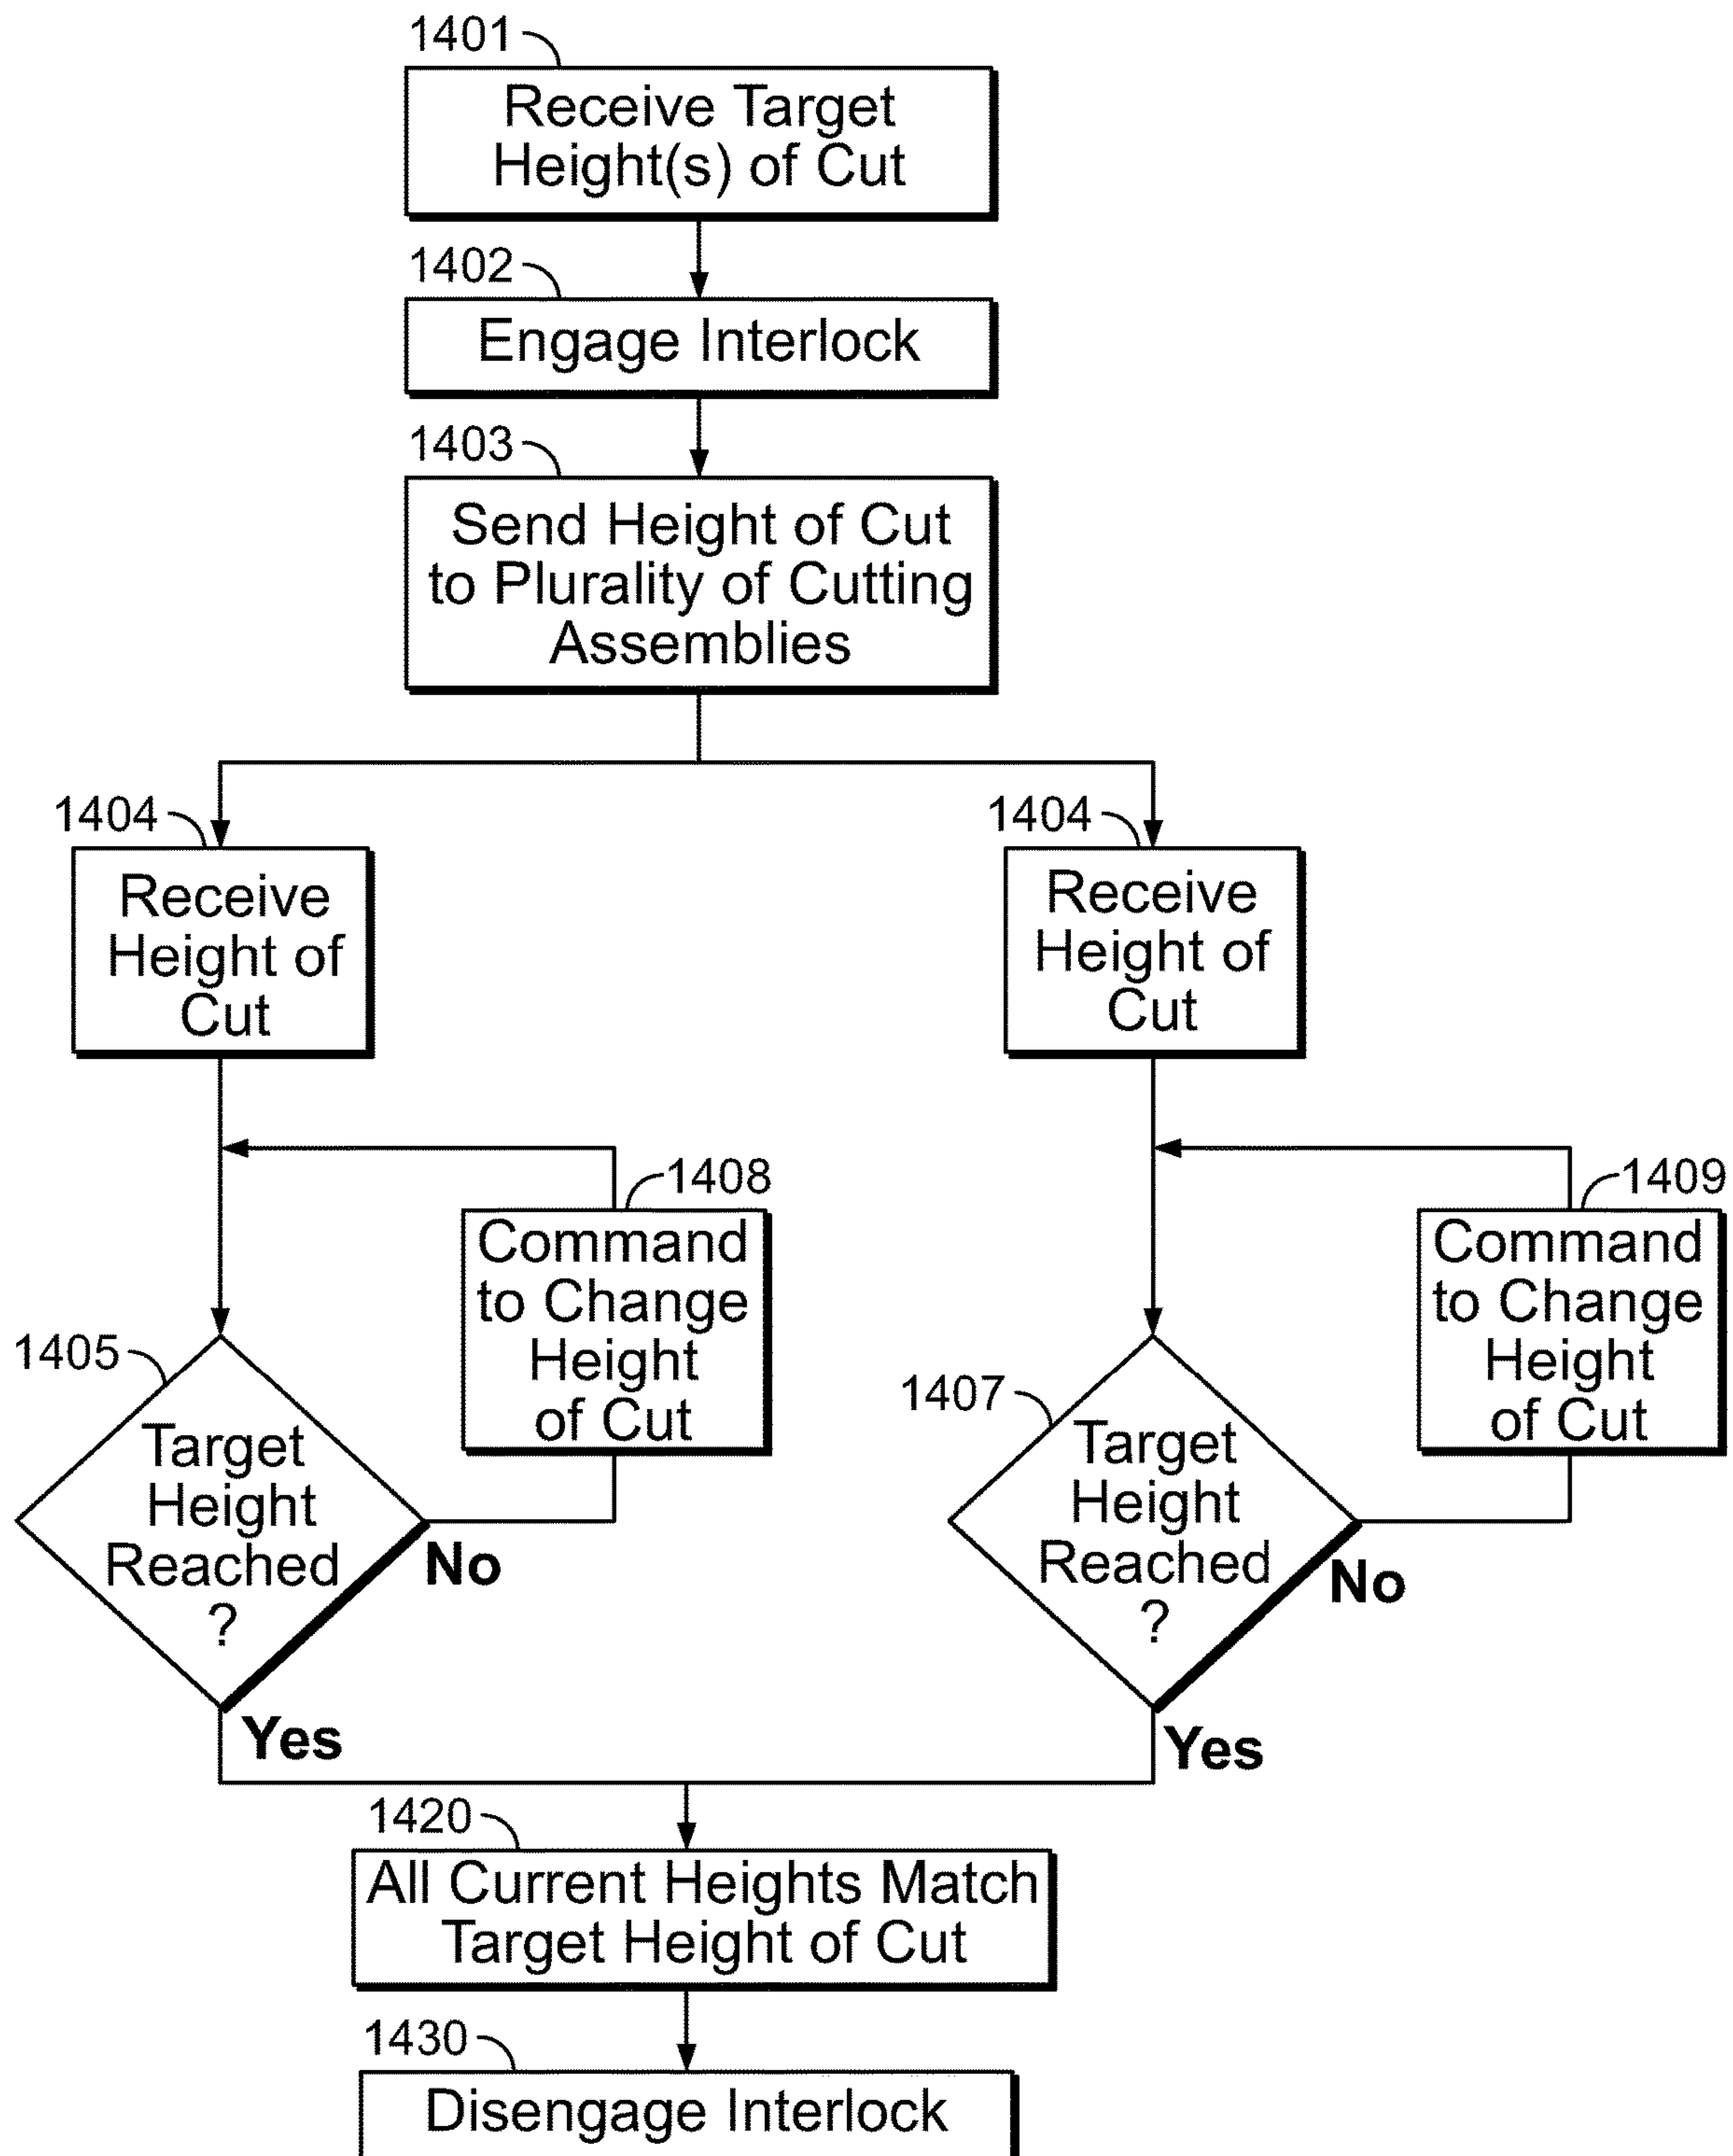 1401
Receive Target
Height(s) of Cut
1402
Engage Interlock
1403
Send Height of Cut
to Plurality of Cutting
Assemblies
1404
Receive
Height of
Cut
1404
Receive
Height of
Cut
1408
Command
to Change
Height
of Cut
1409
Command
to Change
Height
of Cut
1405
Target
Height
Reached
?
No
Yes
1407
Target
Height
Reached
?
No
Yes
1420
All Current Heights Match
Target Height of Cut
1430
Disengage Interlock